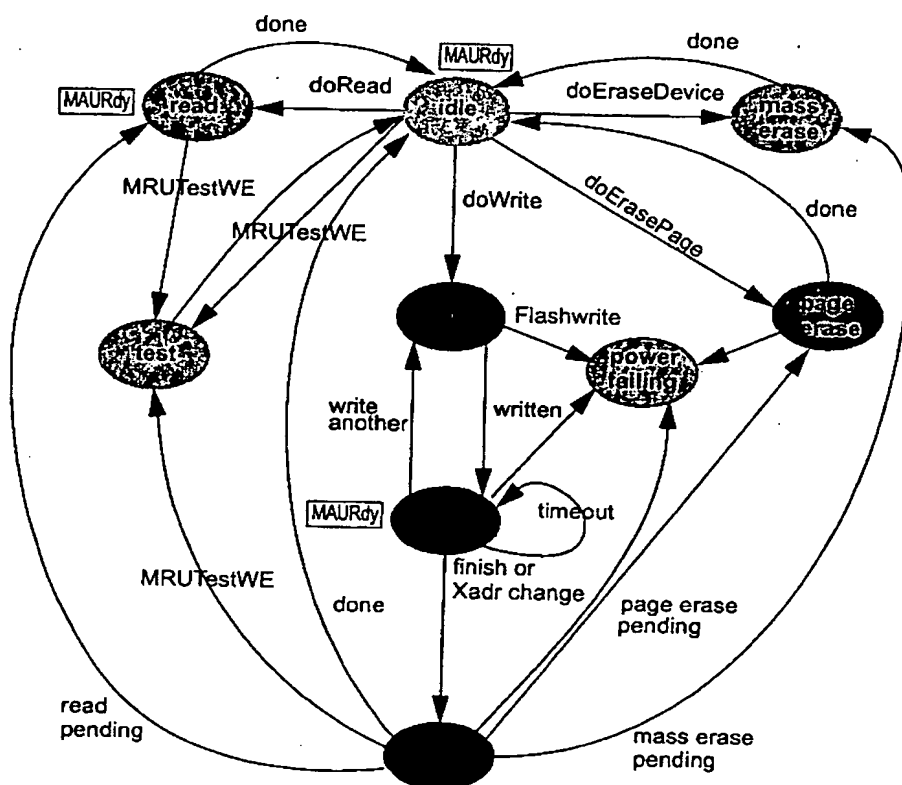 done
MAURdy
done
MAURdy
read
doRead
idle
doEraseDevice
mass
erase
MRUTestWE
MRUTestWE
doWrite
doErasePage
done
test
Flashwrite
page
erase
power
failing
write
another
written
MAURdy
timeout
MRUTestWE
done
finish or
Xadr change
page erase
pending
read
pending
mass erase
pending